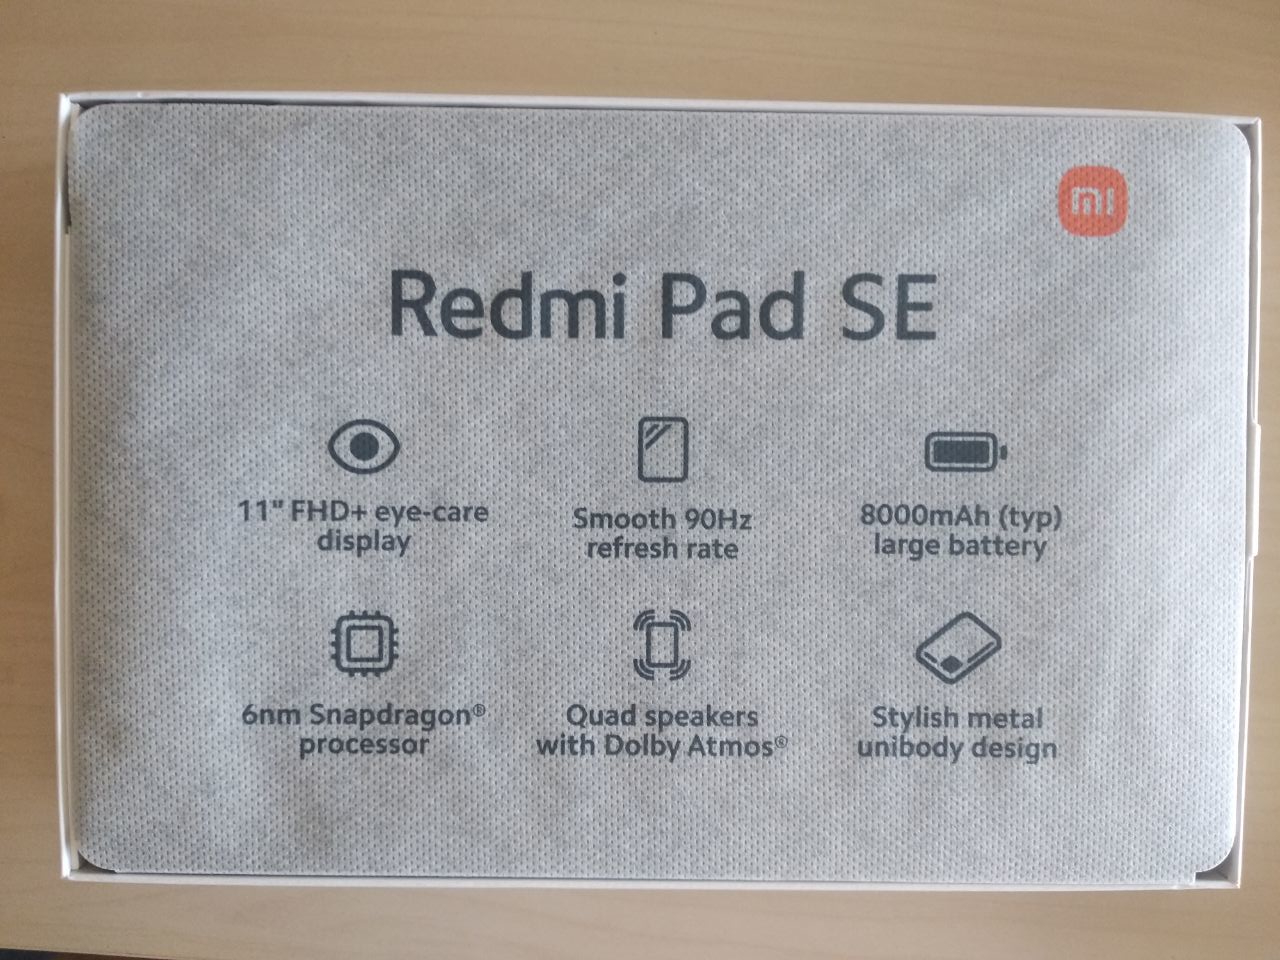 mi
Redmi Pad SE
11" FHD+ eye-care
display
Smooth 90Hz
refresh rate
8000mAh (typ)
large battery
6nm Snapdragon®
processor
Quad speakers
with Dolby Atmos®
Stylish metal
unibody design